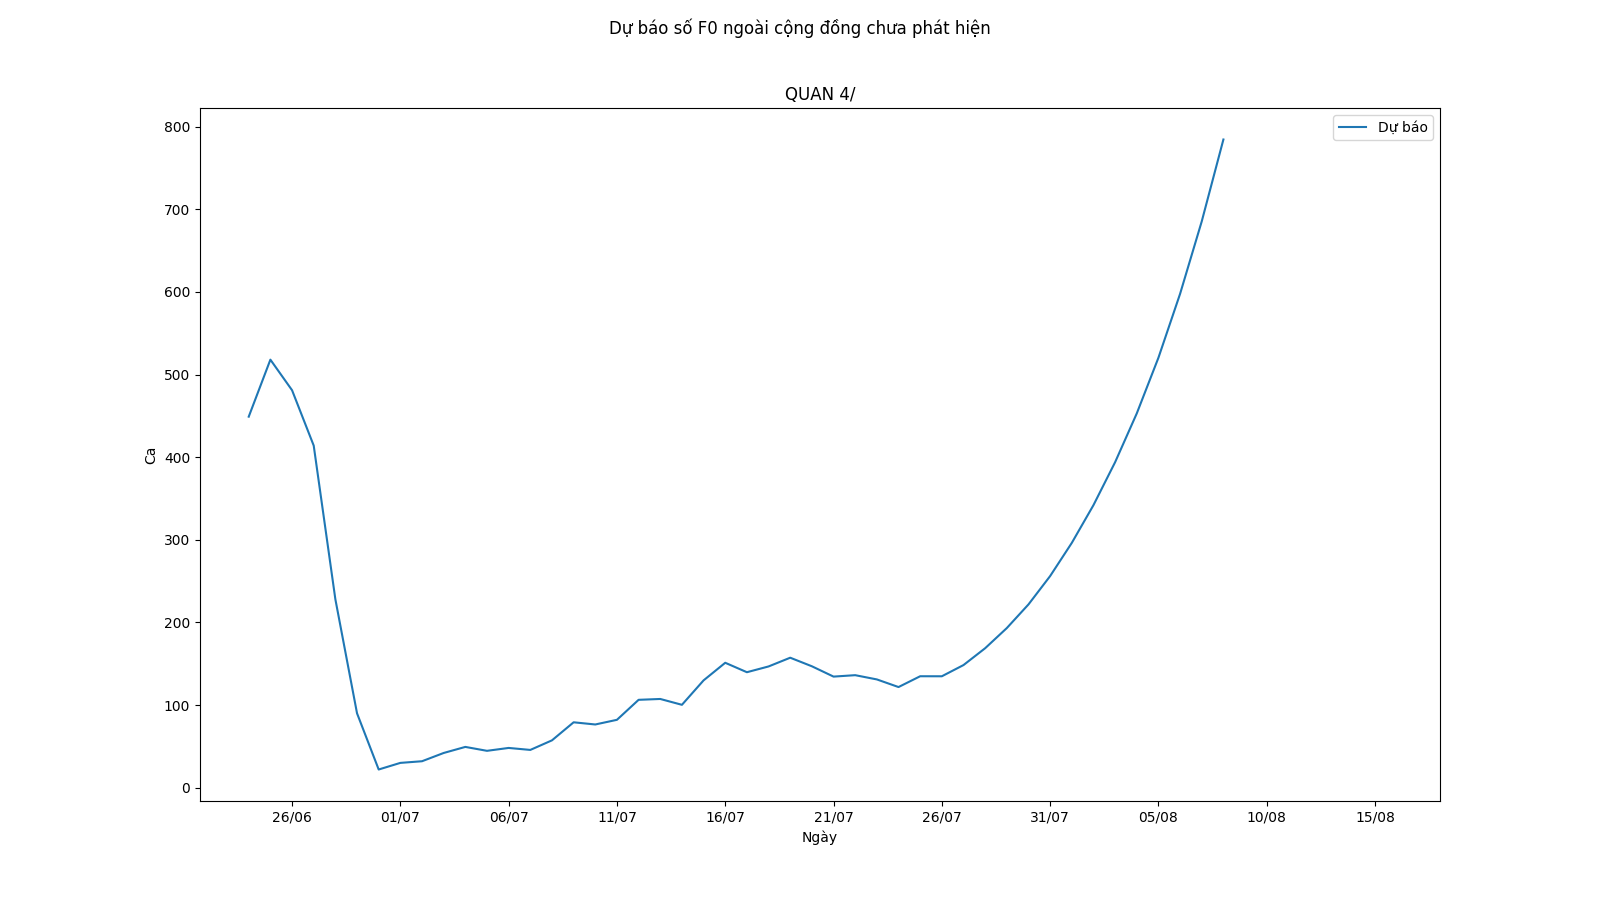 Dự báo số F0 ngoài cộng đồng chưa phát hiện
QUAN 4/
Dự báo
800
700
600
500
400
300
200
100
0
Ca
26/06 01/07 06/07 11/07 16/07 21/07 26/07 31/07 05/08 10/08 15/08
Ngày